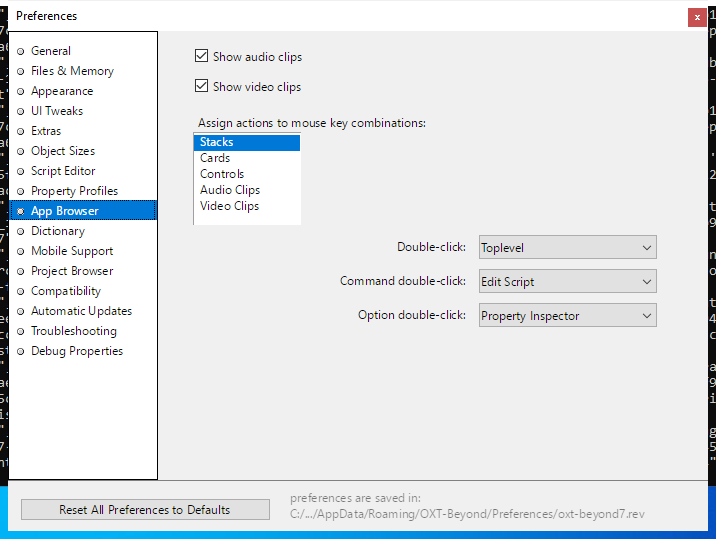 Preferences
x
General
Files & Memory
Appearance
UI Tweaks
Extras
Object Sizes
Script Editor
Property Profiles
App Browser
Dictionary
Mobile Support
Project Browser
Compatibility
Automatic Updates
Troubleshooting
Debug Properties
Show audio clips
Show video clips
Assign actions to mouse key combinations:
Stacks
Cards
Controls
Audio Clips
Video Clips
Double-click: Toplevel
Command double-click: Edit Script
Option double-click: Property Inspector
Reset All Preferences to Defaults
preferences are saved in:
C:/.../AppData/Roaming/OXT-Beyond/Preferences/oxt-beyond7.rev